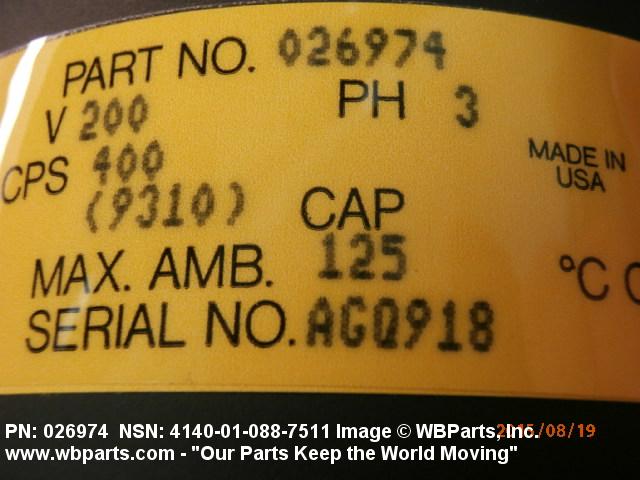 PART NO. 026974
V 200 PH 3
CPS 400
(9310)
MADE IN
USA
CAP
MAX. AMB. 125 °C
SERIAL NO. AGQ918
PN: 026974 NSN: 4140-01-088-7511 Image © WBParts, Inc.
2015/08/19
www.wbparts.com - "Our Parts Keep the World Moving"